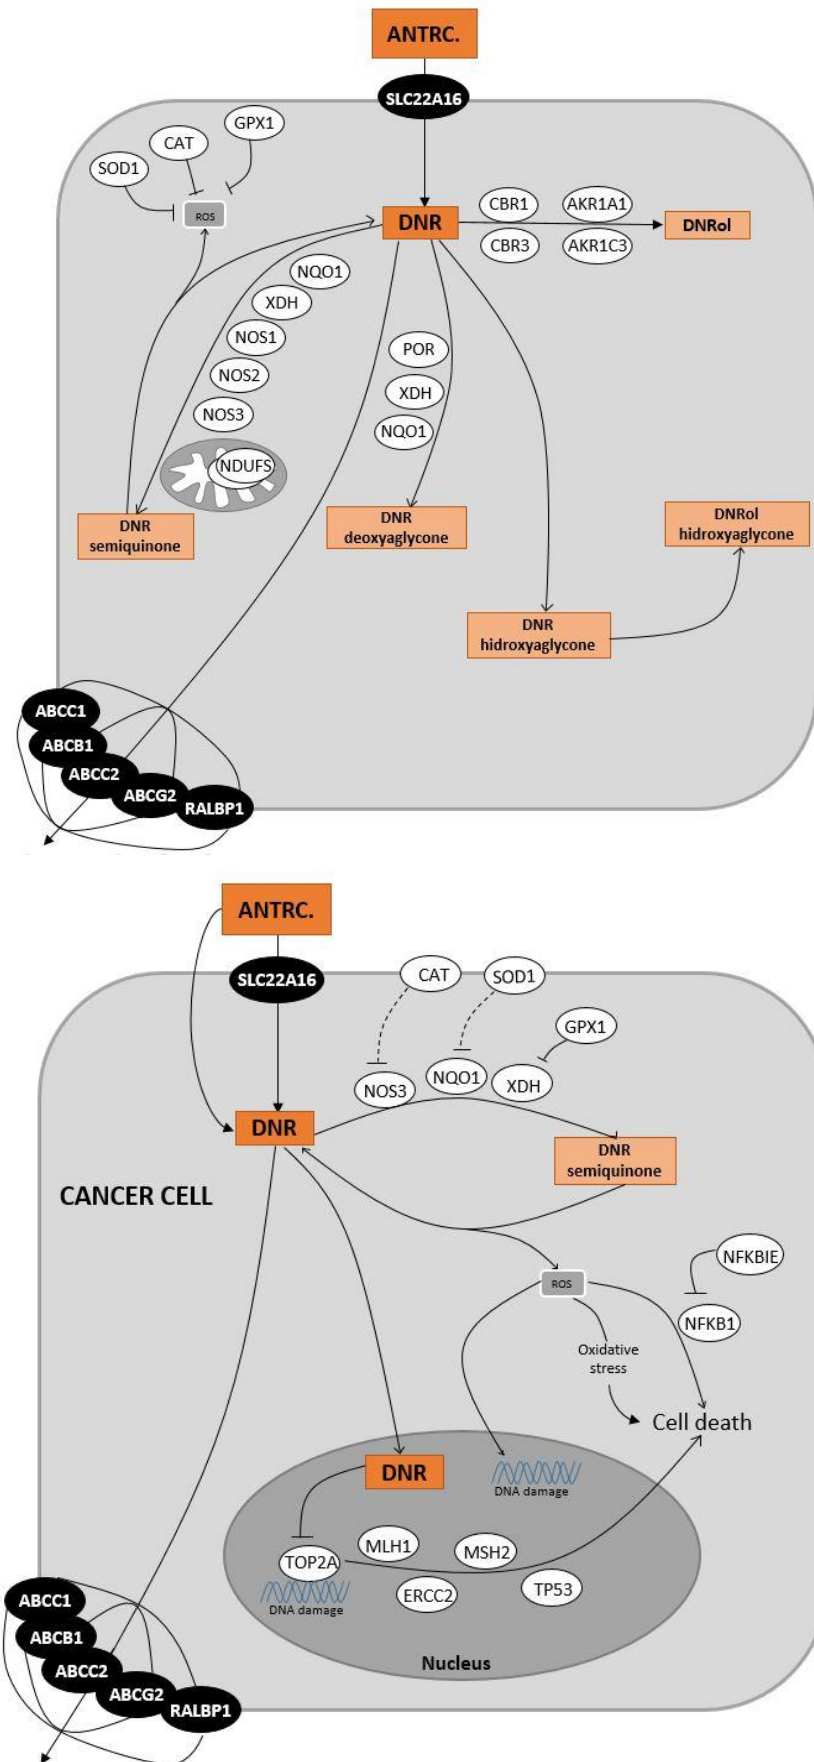 ANTRC.
SLC22A16
GPX1
CAT
SOD1
ROS
DNR
CBR1
AKR1A1
CBR3
AKR1C3
DNRol
NQO1
XDH
NOS1
NOS2
NOS3
NDUFS
POR
XDH
NQO1
DNR
semiquinone
DNR
deoxyaglycone
DNRol
hidroxyaglycone
DNR
hidroxyaglycone
ABCC1
ABCB1
ABCC2
ABCG2
RALBP1
ANTRC.
SLC22A16
CAT
SOD1
GPX1
NOS3
NQO1
XDH
DNR
DNR
semiquinone
CANCER CELL
ROS
NFKBIE
NFKB1
Oxidative
stress
Cell death
DNR
DNA damage
TOP2A
MLH1
MSH2
ERCC2
TP53
DNA damage
Nucleus
ABCC1
ABCB1
ABCC2
ABCG2
RALBP1